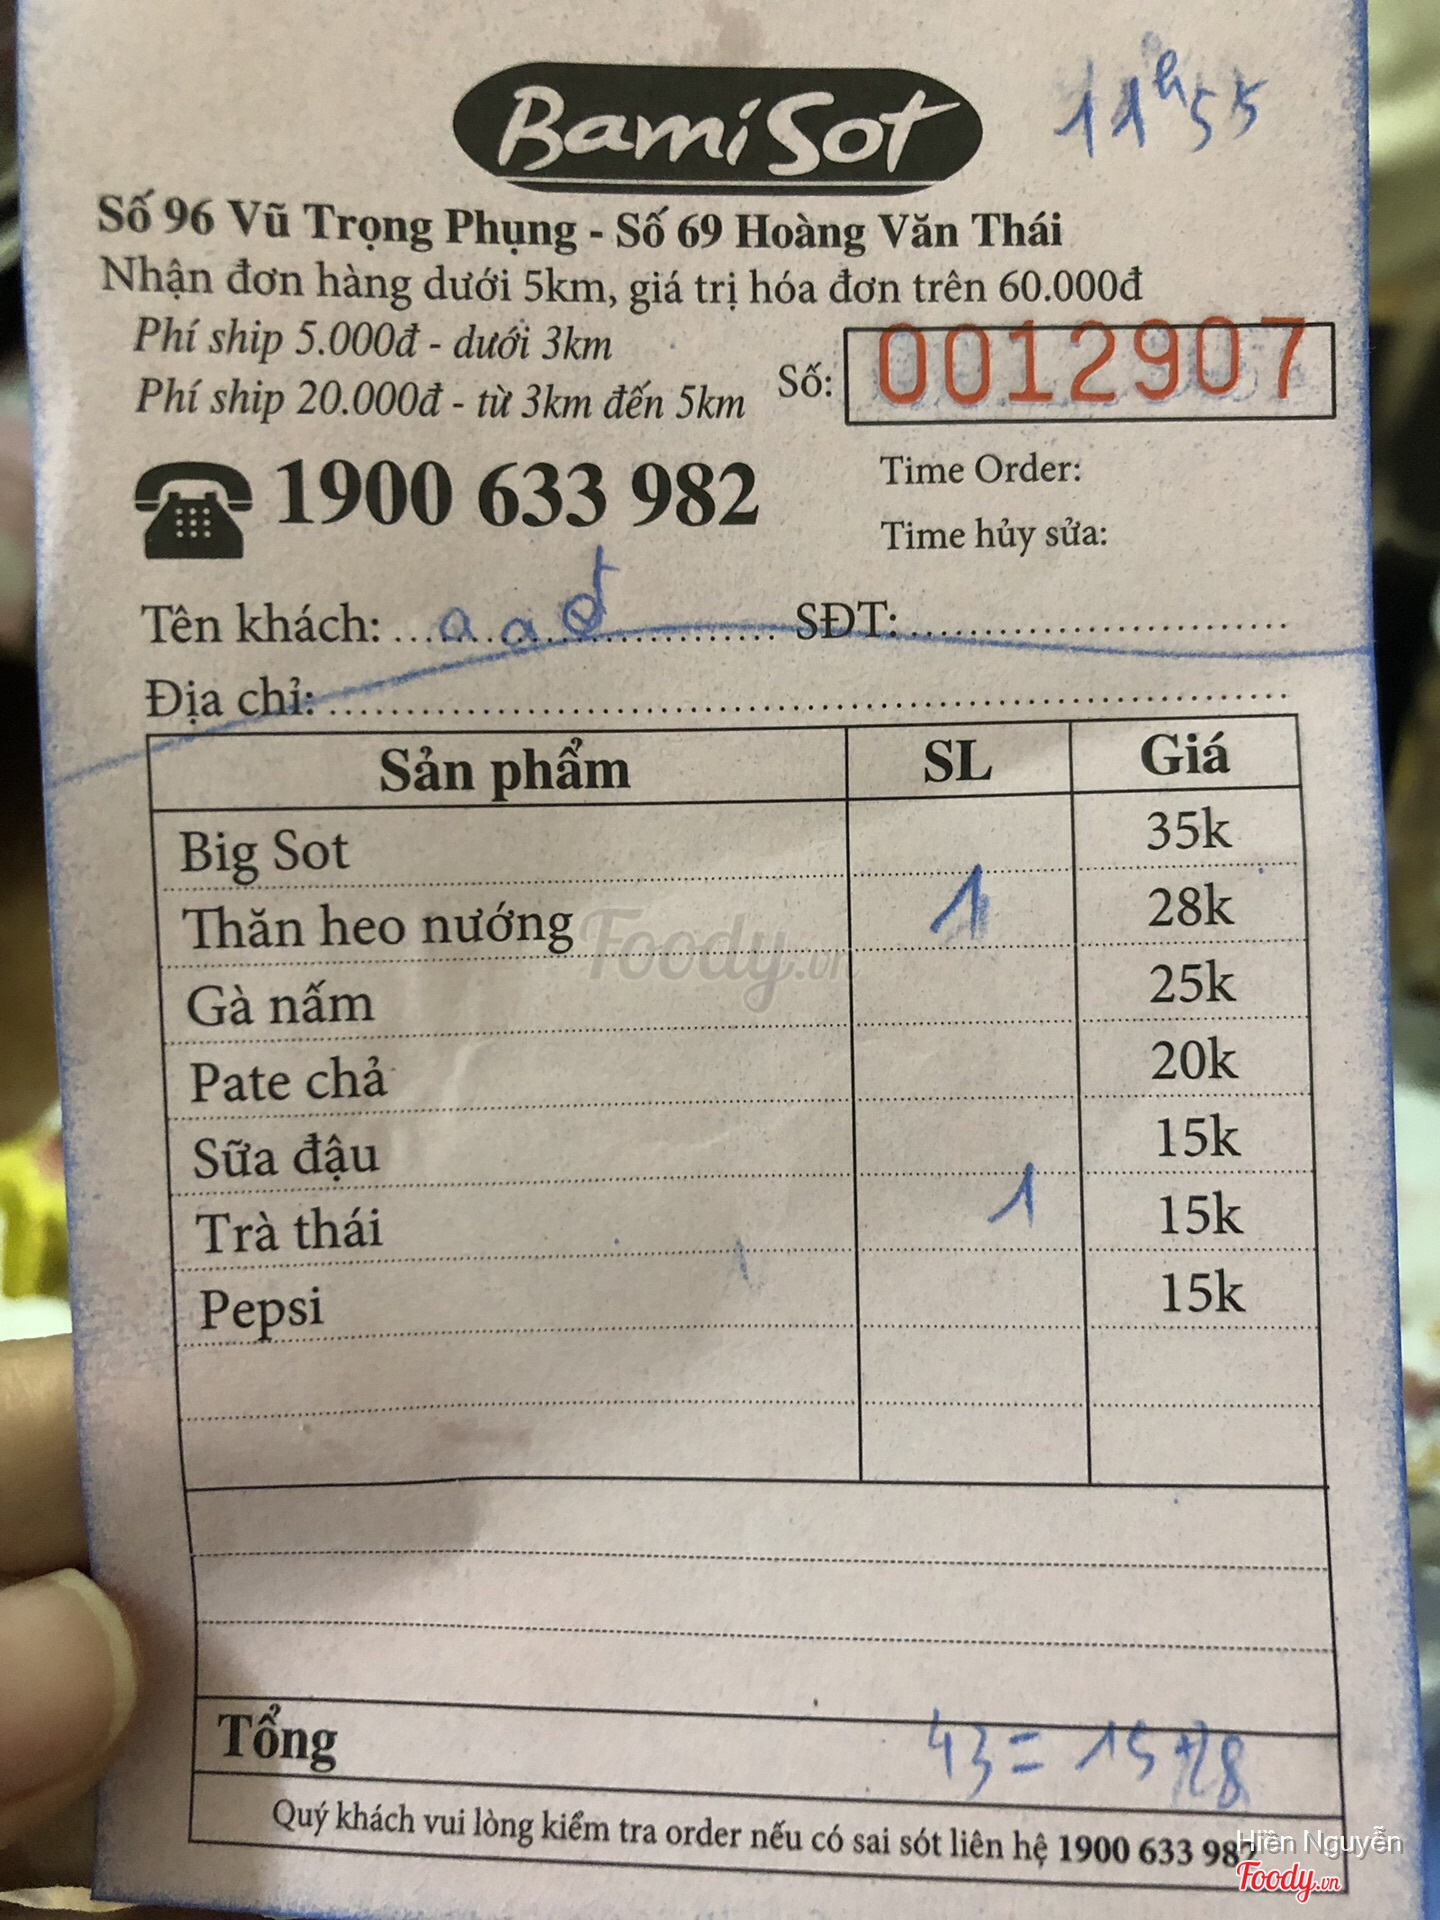 BamiSot
11h55
Số 96 Vũ Trọng Phụng - Số 69 Hoàng Văn Thái
Nhận đơn hàng dưới 5km, giá trị hóa đơn trên 60.000đ
Phí ship 5.000đ - dưới 3km
Phí ship 20.000đ - từ 3km đến 5km
Số: 0012907
1900 633 982
Time Order:
Time hủy sửa:
Tên khách: SĐT:
Địa chỉ:
Sản phẩm SL Giá
Big Sot 35k
Thăn heo nướng 1 28k
Gà nấm 25k
Pate chả 20k
Sữa đậu 15k
Trà thái 1 15k
Pepsi 15k
Foody.vn
Tổng 43 = 15+28
Quý khách vui lòng kiểm tra order nếu có sai sót liên hệ 1900 633 982
Hiền Nguyễn
Foody.vn